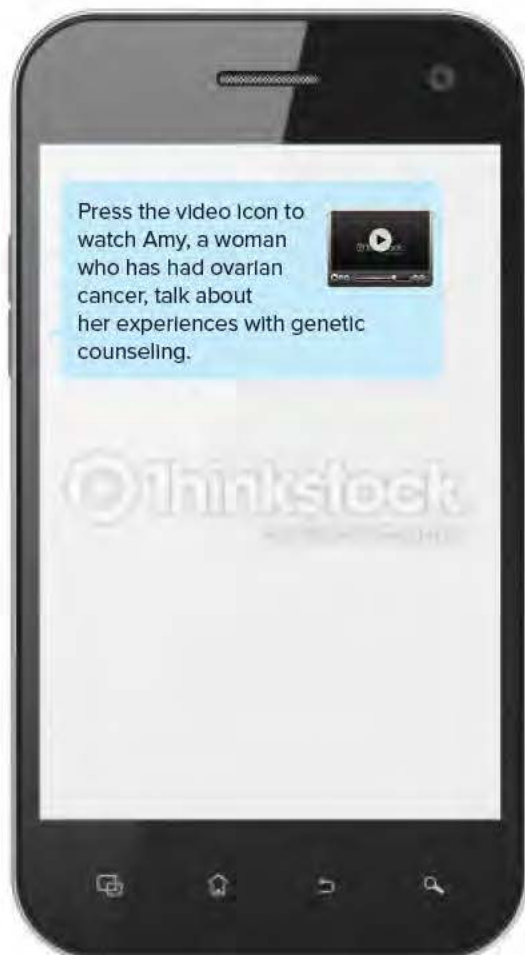 Press the video icon to
watch Amy, a woman
who has had ovarian
cancer, talk about
her experiences with genetic
counseling.
Thinkstock